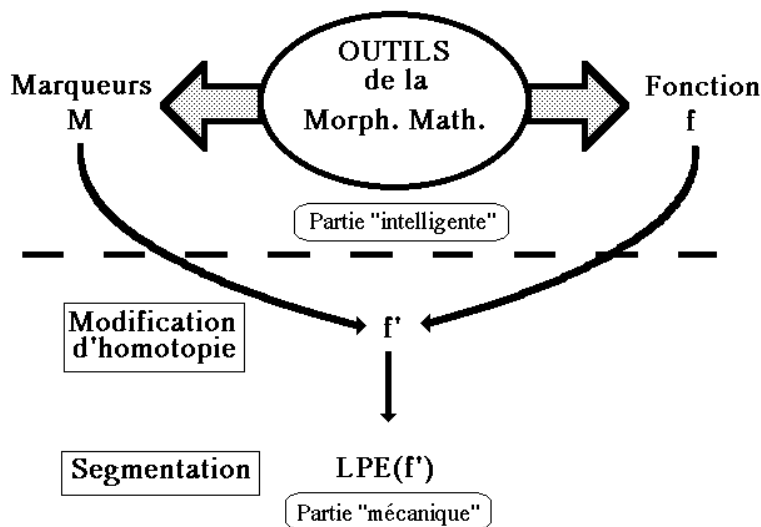 OUTILS
de la
Morph. Math.
Marqueurs
M
Fonction
f
Partie "intelligente"
Modification
d'homotopie
f'
Segmentation
LPE(f')
Partie "mécanique"